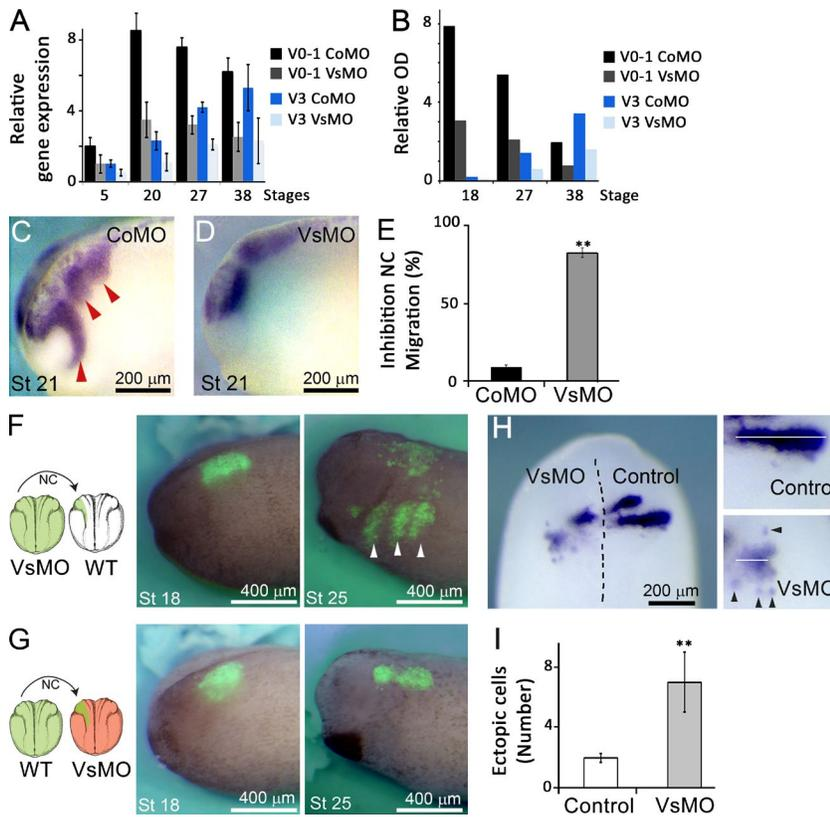 A
Relative gene expression
8
4
0
5 20 27 38 Stages
V0-1 CoMO
V0-1 VsMO
V3 CoMO
V3 VsMO
B
Relative OD
8
4
0
18 27 38 Stage
V0-1 CoMO
V0-1 VsMO
V3 CoMO
V3 VsMO
C
CoMO
St 21
200 µm
D
VsMO
St 21
200 µm
E
Inhibition NC
Migration (%)
100
50
0
CoMO VsMO
**
F
NC
VsMO WT
St 18
400 µm
St 25
400 µm
G
NC
WT VsMO
St 18
400 µm
St 25
400 µm
H
VsMO Control
200 µm
Contro
VsMO
I
Ectopic cells
(Number)
8
4
0
**
Control VsMO